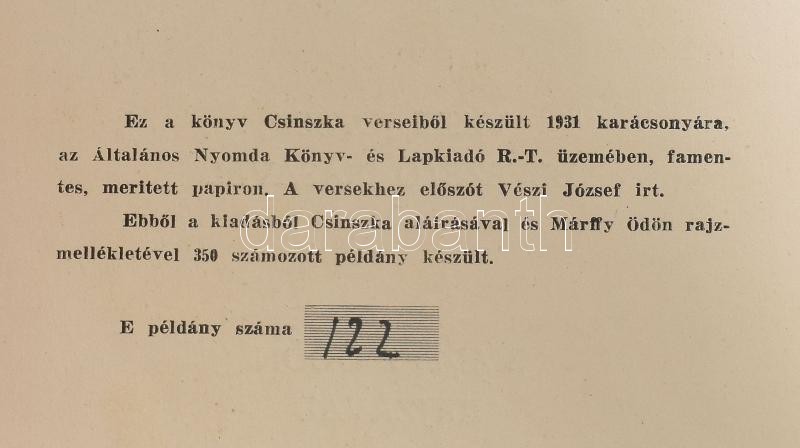 Ez a könyv Csinszka verseiből készült 1931 karácsonyára,
az Általános Nyomda Könyv- és Lapkiadó R.-T. üzemében, famen-
tes, meritett papiron. A versekhez előszót Vészi József irt.
Ebből a kiadásból Csinszka aláirásával és Márffy Ödön rajz-
darabanth
mellékletével 350 számozott példány készült.
E példány száma 122